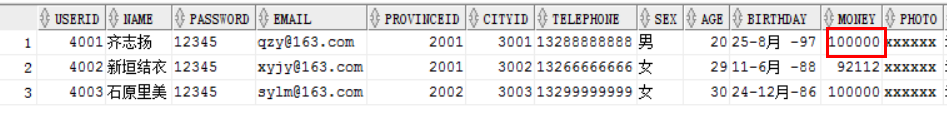 USERID NAME PASSWORD EMAIL PROVINCEID CITYID TELEPHONE SEX AGE BIRTHDAY MONEY PHOTO
1 4001 齐志扬 12345 qzy@163.com 2001 3001 13288888888 男 20 25-8月 -97 100000 xxxxxx
2 4002 新垣结衣 12345 xyjy@163.com 2001 3002 13266666666 女 29 11-6月 -88 92112 xxxxxx
3 4003 石原里美 12345 sylm@163.com 2002 3003 13299999999 女 30 24-12月-86 100000 xxxxxx